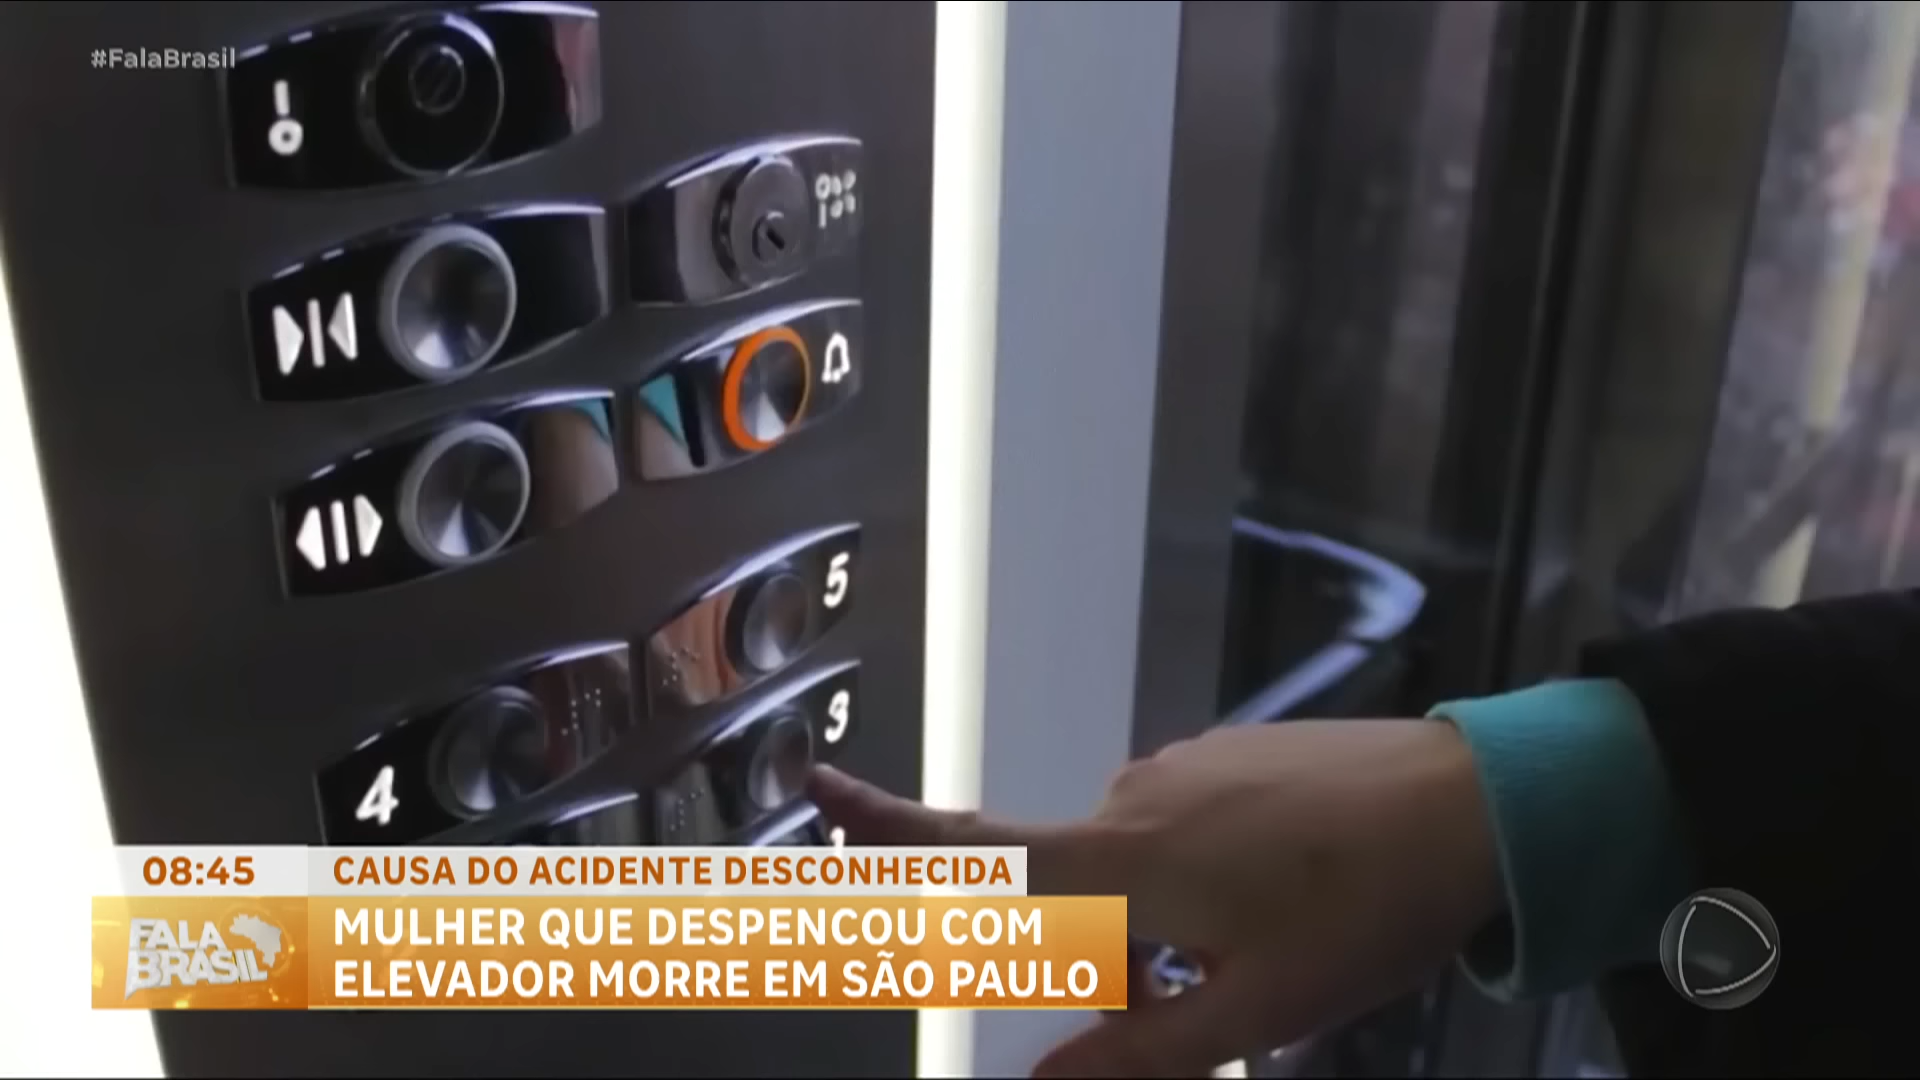 #FalaBrasil
5
3
4
1
08:45
CAUSA DO ACIDENTE DESCONHECIDA
FALA
BRASIL
MULHER QUE DESPENCOU COM
ELEVADOR MORRE EM SÃO PAULO